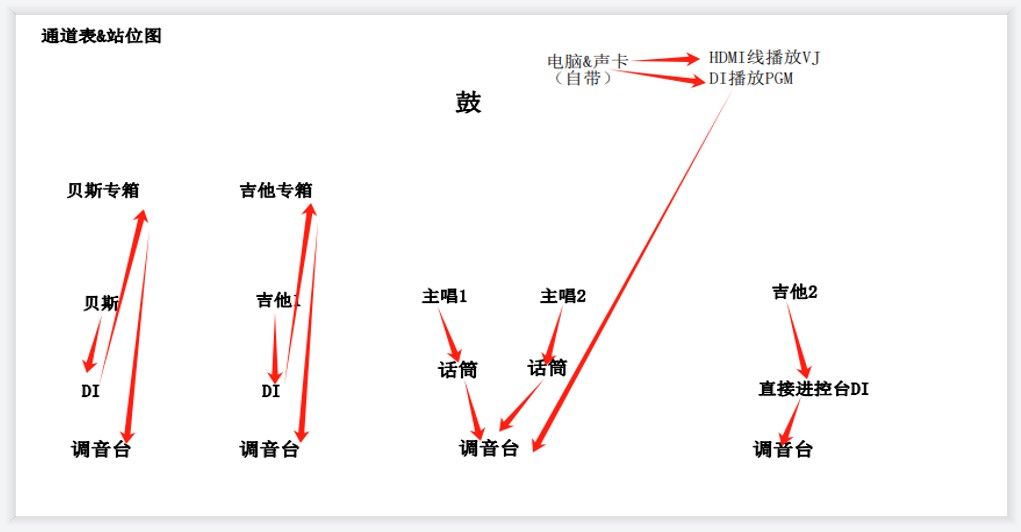 通道表&站位图
电脑&声卡
（自带）
HDMI线播放VJ
DI播放PGM
鼓
贝斯专箱
吉他专箱
贝斯
吉他1
主唱1
主唱2
吉他2
话筒
话筒
DI
DI
直接进控台DI
调音台
调音台
调音台
调音台